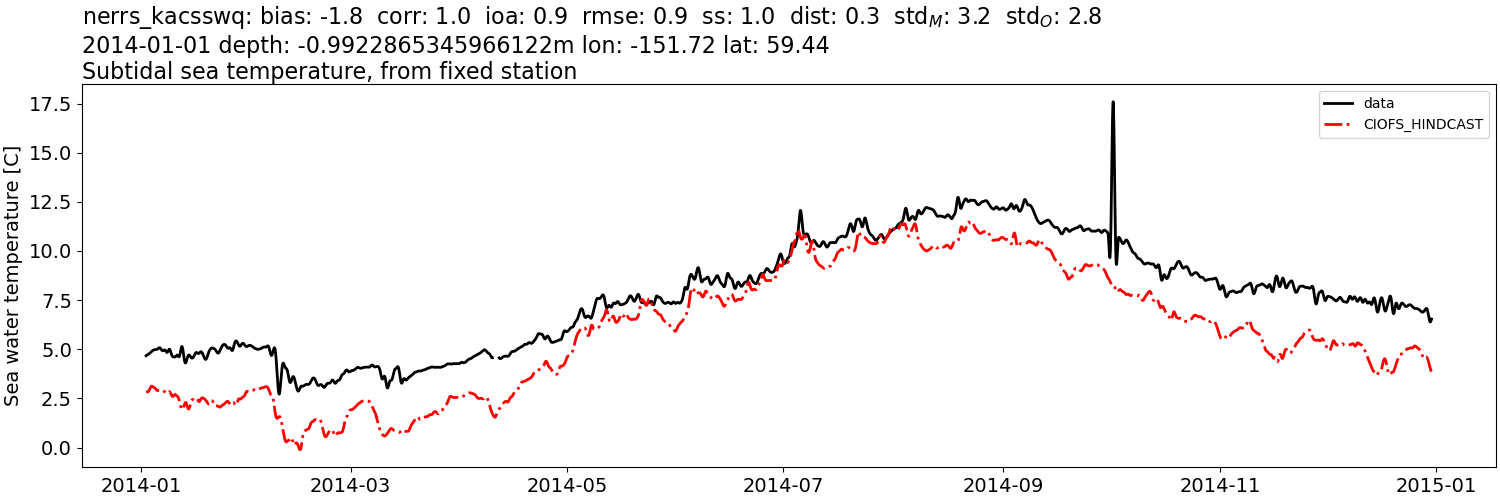 nerrs_kacsswq: bias: -1.8 corr: 1.0 ioa: 0.9 rmse: 0.9 ss: 1.0 dist: 0.3 std_M: 3.2 std_O: 2.8
2014-01-01 depth: -0.9922865345966122m lon: -151.72 lat: 59.44
Subtidal sea temperature, from fixed station
Sea water temperature [C]
17.5
15.0
12.5
10.0
7.5
5.0
2.5
0.0
data
CIOFS_HINDCAST
2014-01 2014-03 2014-05 2014-07 2014-09 2014-11 2015-01